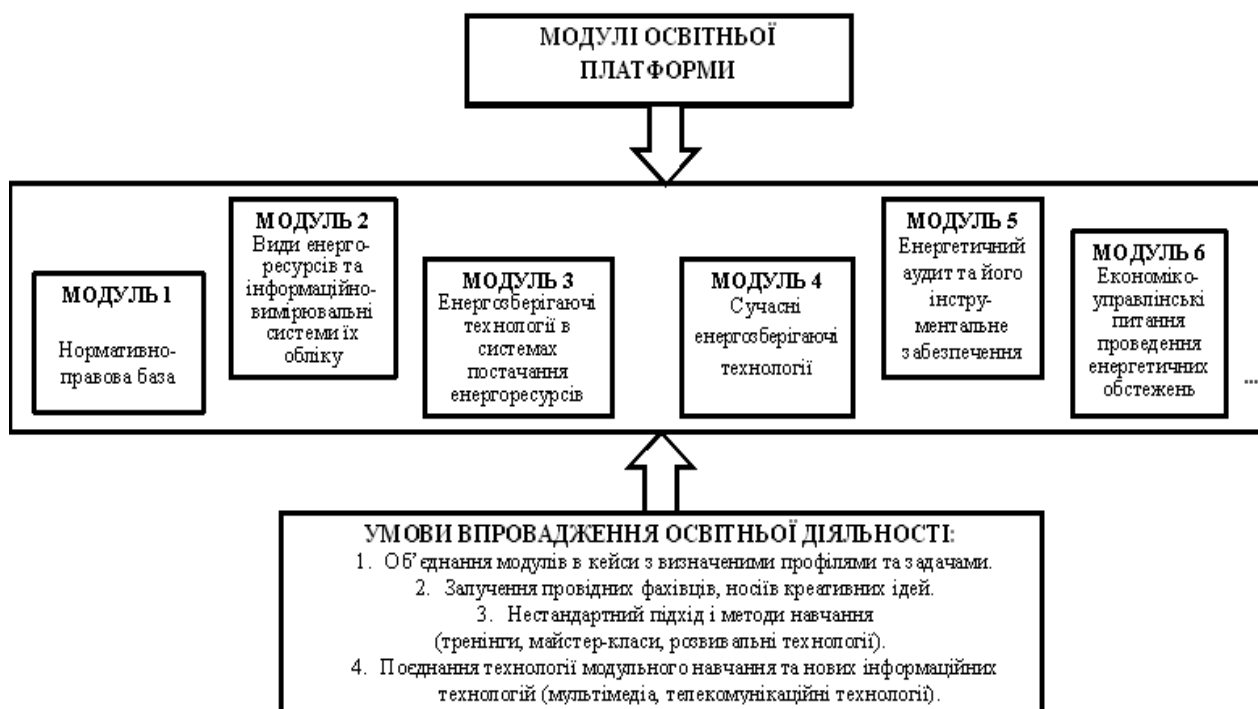 МОДУЛІ ОСВІТНЬОЇ
ПЛАТФОРМИ
МОДУЛЬ 1
Нормативно-
правова база
МОДУЛЬ 2
Види енерго-
ресурсів та
інформаційно-
вимірювальні
системи їх
обліку
МОДУЛЬ 3
Енергозберігаючі
технології в
системах
постачання
енергоресурсів
МОДУЛЬ 4
Сучасні
енергозберігаючі
технології
МОДУЛЬ 5
Енергетичний
аудит та його
інстру-
ментальне
забезпечення
МОДУЛЬ 6
Економіко-
управлінські
питання
проведення
енергетичних
обстежень
...
УМОВИ ВПРОВАДЖЕННЯ ОСВІТНЬОЇ ДІЯЛЬНОСТІ:
1. Об’єднання модулів в кейси з визначеними профілями та задачами.
2. Залучення провідних фахівців, носіїв креативних ідей.
3. Нестандартний підхід і методи навчання
(тренінги, майстер-класи, розвивальні технології).
4. Поєднання технології модульного навчання та нових інформаційних
технологій (мультімедіа, телекомунікаційні технології).